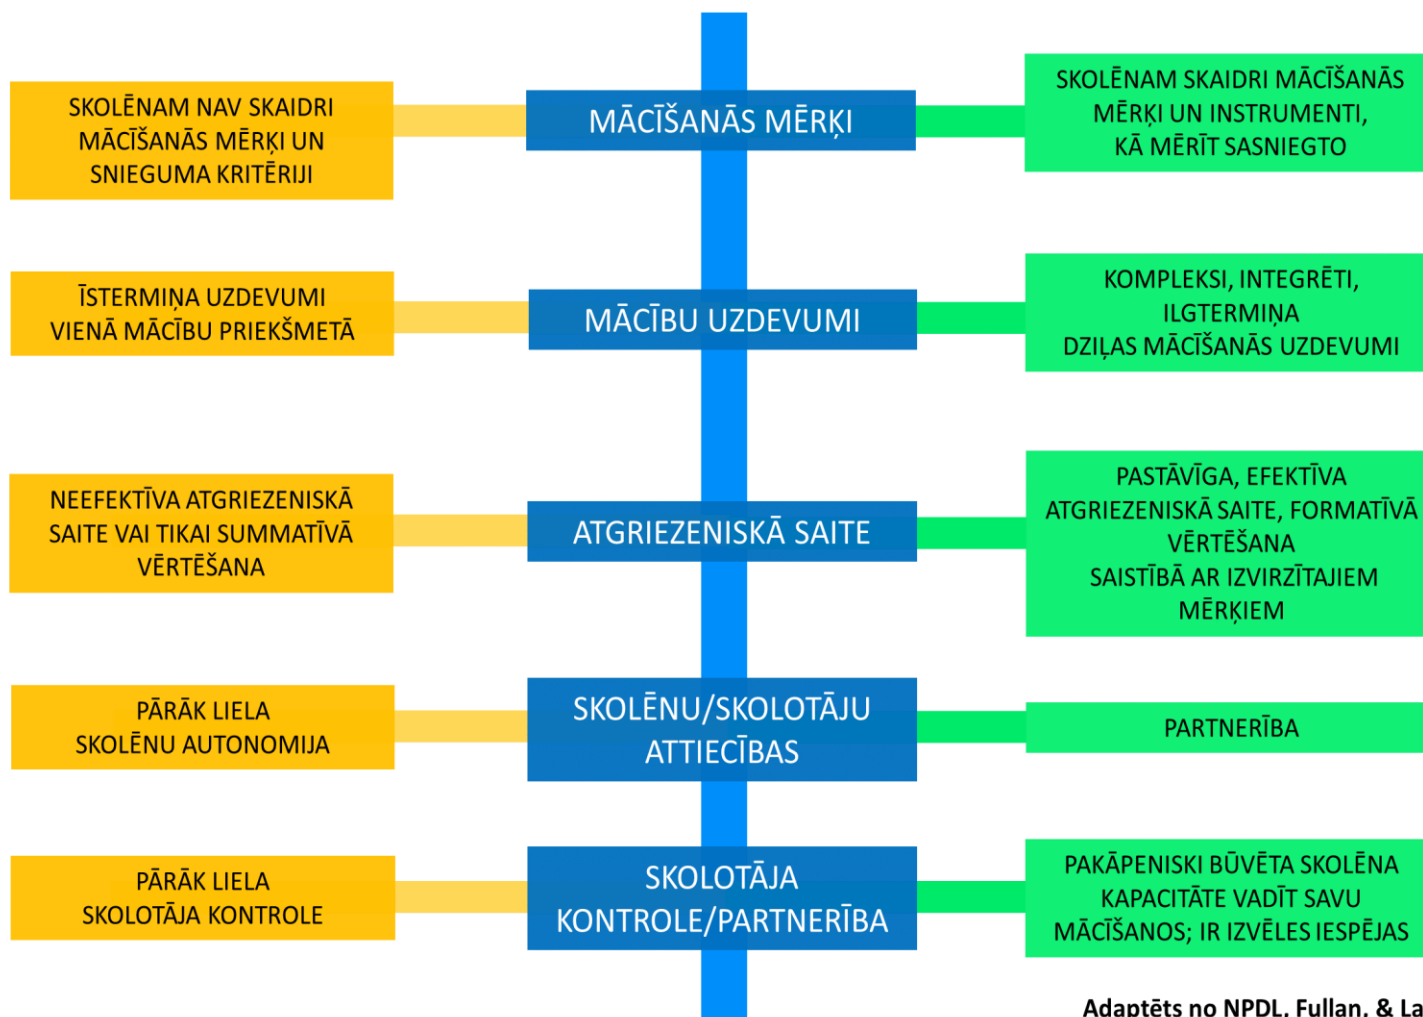 SKOLĒNAM NAV SKAIDRI
MĀCĪŠANĀS MĒRĶI UN
SNIEGUMA KRITĒRIJI
MĀCĪŠANĀS MĒRĶI
SKOLĒNAM SKAIDRI MĀCĪŠANĀS
MĒRĶI UN INSTRUMENTI,
KĀ MĒRĪT SASNIEGTO
ĪSTERMIŅA UZDEVUMI
VIENĀ MĀCĪBU PRIEKŠMETĀ
MĀCĪBU UZDEVUMI
KOMPLEKSI, INTEGRĒTI,
ILGTERMIŅA
DZIĻAS MĀCĪŠANĀS UZDEVUMI
NEEFEKTĪVA ATGRIEZENISKĀ
SAITE VAI TIKAI SUMMATĪVĀ
VĒRTĒŠANA
ATGRIEZENISKĀ SAITE
PASTĀVĪGA, EFEKTĪVA
ATGRIEZENISKĀ SAITE, FORMATĪVĀ
VĒRTĒŠANA
SAISTĪBĀ AR IZVIRZĪTAJIEM
MĒRĶIEM
PĀRĀK LIELA
SKOLĒNU AUTONOMIJA
SKOLĒNU/SKOLOTĀJU
ATTIECĪBAS
PARTNERĪBA
PĀRĀK LIELA
SKOLOTĀJA KONTROLE
SKOLOTĀJA
KONTROLE/PARTNERĪBA
PAKĀPENISKI BŪVĒTA SKOLĒNA
KAPACITĀTE VADĪT SAVU
MĀCĪŠANOS; IR IZVĒLES IESPĒJAS
Adaptēts no NPDL, Fullan, & La